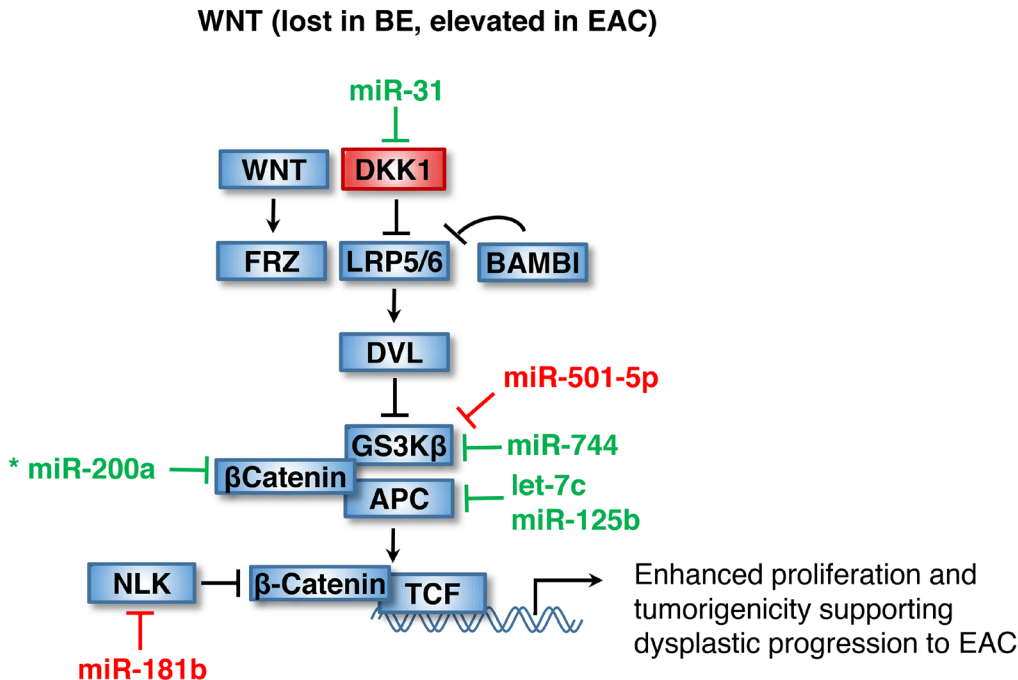 WNT (lost in BE, elevated in EAC)
miR-31
WNT
DKK1
FRZ
LRP5/6
BAMBI
DVL
miR-501-5p
GS3Kβ
miR-744
* miR-200a
βCatenin
APC
let-7c
miR-125b
NLK
β-Catenin
TCF
Enhanced proliferation and
tumorigenicity supporting
dysplastic progression to EAC
miR-181b